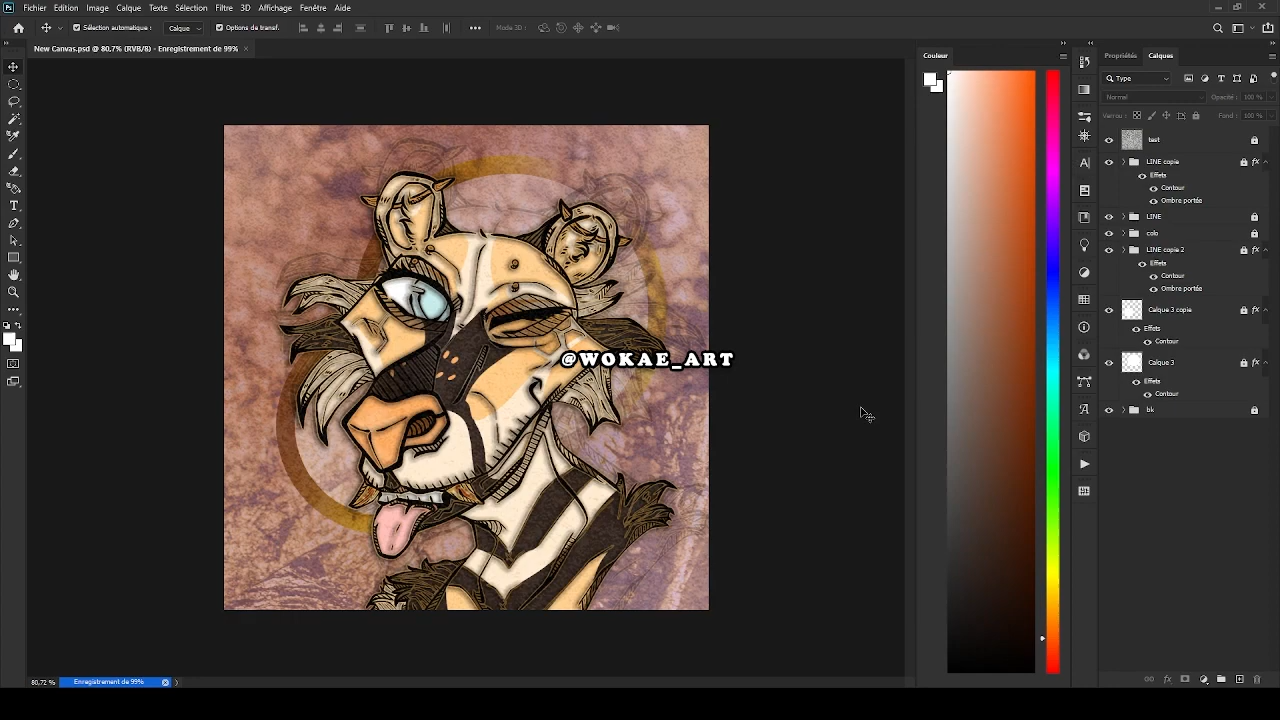 Fichier Edition Image Calque Texte Sélection Filtre 3D Affichage Fenêtre Aide
Sélection automatique : Calque Options de transf. Mode 3D :
New Canvas.psd @ 80,7% (RVB/8) - Enregistrement de 99%
Couleur
Propriétés Calques
Type
Normal Opacité : 100 %
Verrou : Fond : 100 %
LINE copie
Effets
Contour
Ombre portée
LINE
colo
LINE copie 2
Effets
Contour
Ombre portée
Calque 3 copie
Effets
Contour
Calque 3
Effets
Contour
bk
@WOKAE_ART
80,72 % Enregistrement de 99%